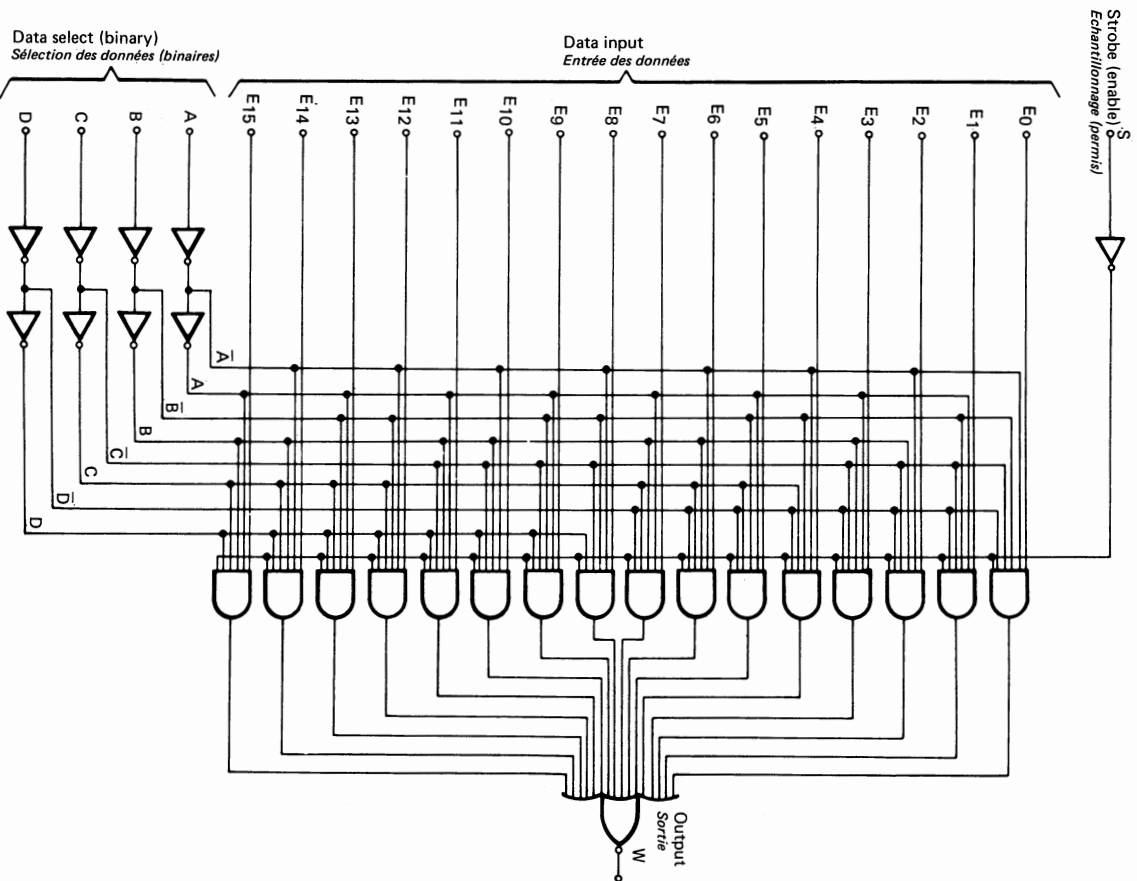 Data select (binary)
Sélection des données (binaires)
Data input
Entrée des données
Strobe (enable)
Echantillonnage (permis)
S
D
C
B
A
E15
E14
E13
E12
E11
E10
E9
E8
E7
E6
E5
E4
E3
E2
E1
E0
A̅
A
B̅
B
C̅
C
D̅
D
Output
Sortie
W